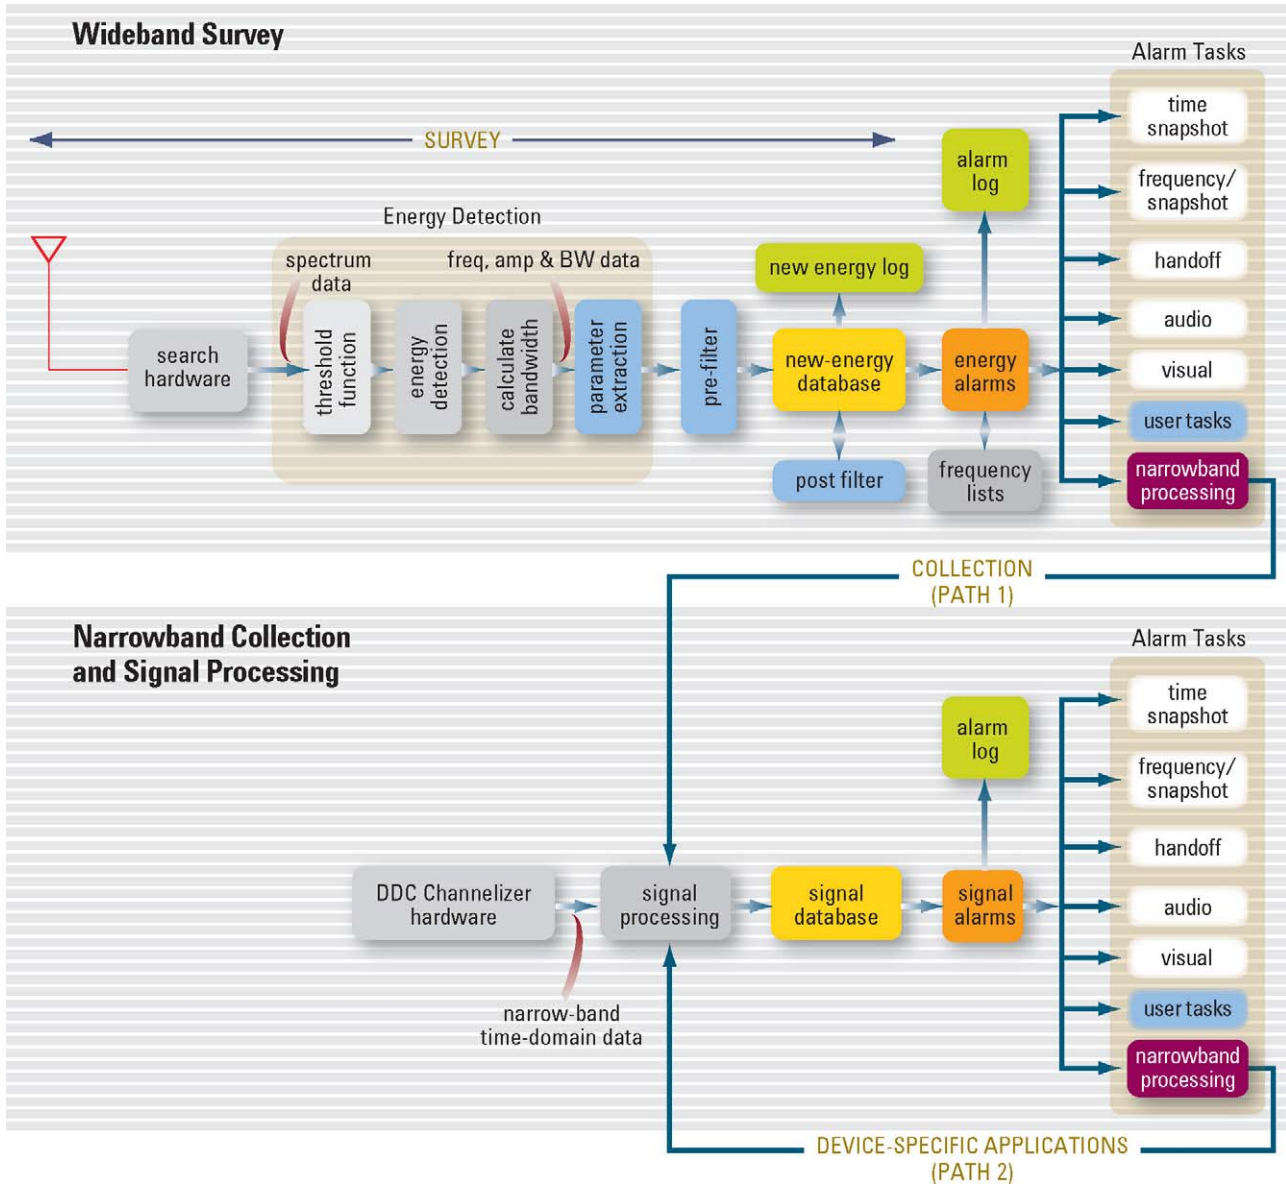 Wideband Survey
Alarm Tasks
time
snapshot
SURVEY
alarm
log
frequency/
snapshot
Energy Detection
spectrum
data
freq, amp & BW data
new energy log
handoff
audio
search
hardware
threshold
function
energy
detection
calculate
bandwidth
parameter
extraction
pre-filter
new-energy
database
energy
alarms
visual
user tasks
post filter
frequency
lists
narrowband
processing
COLLECTION
(PATH 1)
Narrowband Collection
and Signal Processing
Alarm Tasks
time
snapshot
alarm
log
frequency/
snapshot
handoff
DDC Channelizer
hardware
signal
processing
signal
database
signal
alarms
audio
visual
narrow-band
time-domain data
user tasks
narrowband
processing
DEVICE-SPECIFIC APPLICATIONS
(PATH 2)